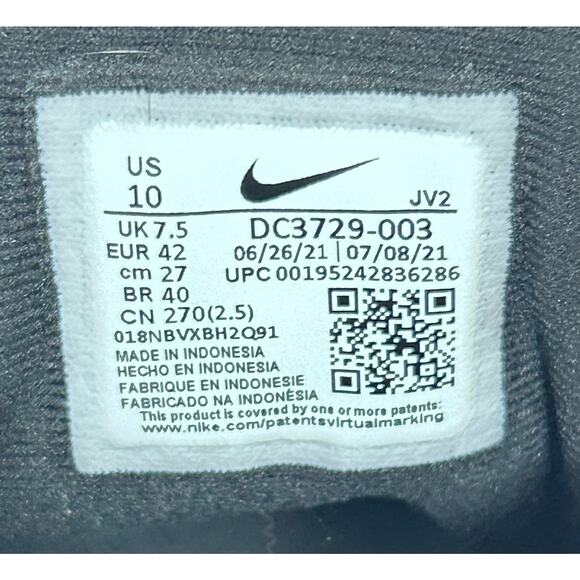 US
10
JV2
UK 7.5
DC3729-003
EUR 42
06/26/21 | 07/08/21
cm 27
UPC 00195242836286
BR 40
CN 270(2.5)
018NBVXBH2Q91
MADE IN INDONESIA
HECHO EN INDONESIA
FABRIQUE EN INDONESIE
FABRICADO NA INDONÉSIA
This product is covered by one or more patents:
www.nike.com/patentsvirtualmarking